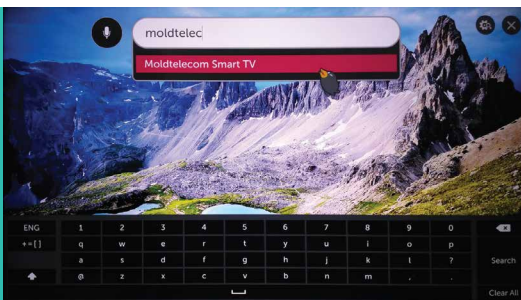 moldtelec
Moldtelecom Smart TV
ENG 1 2 3 4 5 6 7 8 9 0
+=[] q w e r t y u i o p
a s d f g h j k l ? Search
@ z x c v b n m , .
Clear All